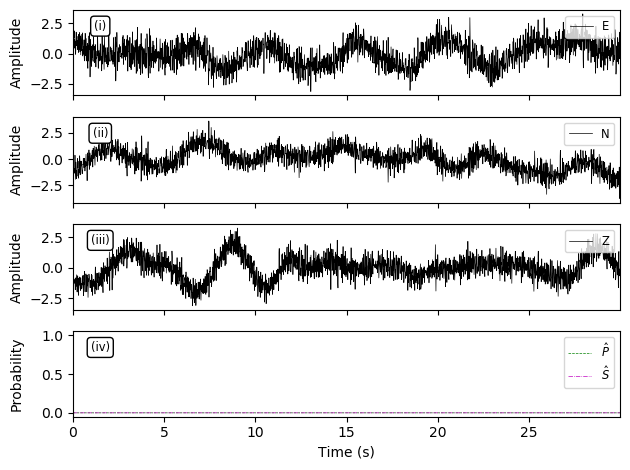 (i)
E
Amplitude
2.5
0.0
−2.5
(ii)
N
Amplitude
2.5
0.0
−2.5
(iii)
Z
Amplitude
2.5
0.0
−2.5
(iv)
P̂
Ŝ
Probability
1.0
0.5
0.0
0 5 10 15 20 25
Time (s)